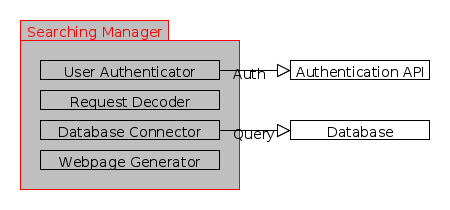 Searching Manager
User Authenticator
Auth
Authentication API
Request Decoder
Database Connector
Query
Database
Webpage Generator